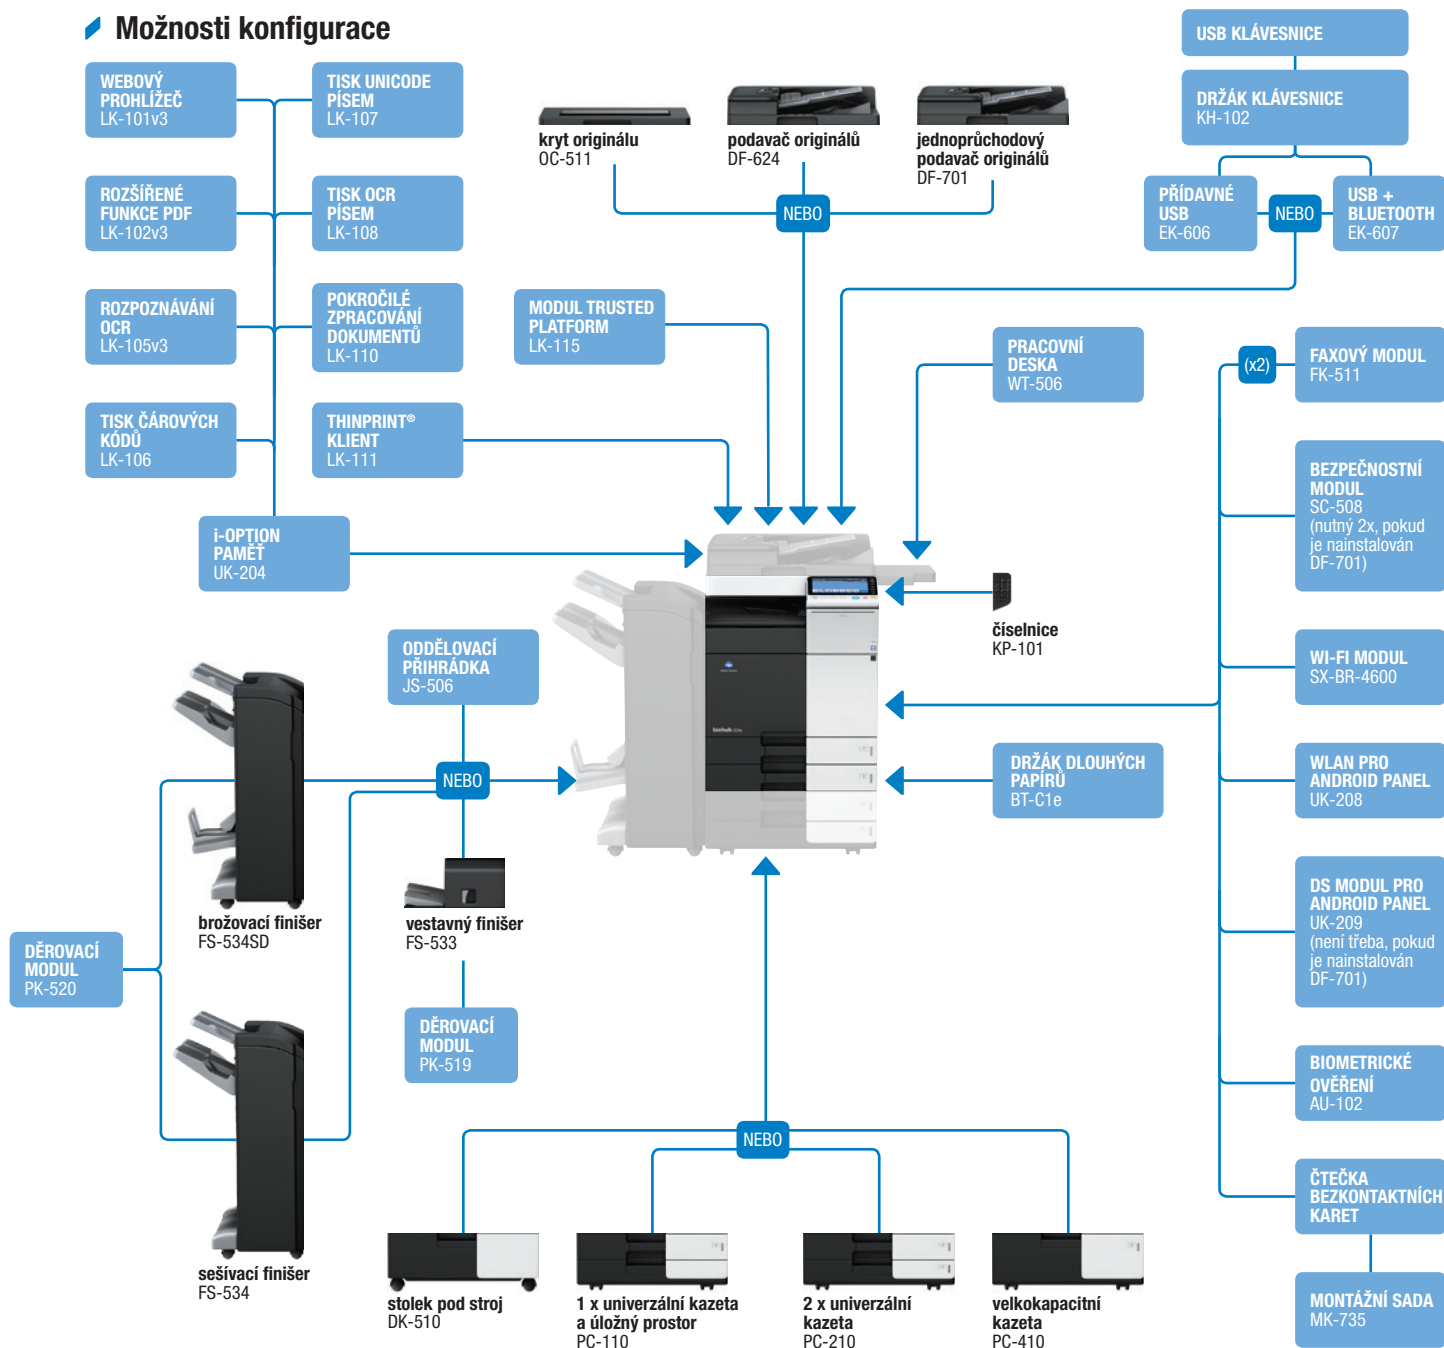 Možnosti konfigurace
WEBOVÝ
PROHLÍŽEČ
LK-101v3
TISK UNICODE
PÍSEM
LK-107
ROZŠÍŘENÉ
FUNKCE PDF
LK-102v3
TISK OCR
PÍSEM
LK-108
ROZPOZNÁVÁNÍ
OCR
LK-105v3
POKROČILÉ
ZPRACOVÁNÍ
DOKUMENTŮ
LK-110
TISK ČÁROVÝCH
KÓDŮ
LK-106
THINPRINT®
KLIENT
LK-111
i-OPTION
PAMĚŤ
UK-204
kryt originálu
OC-511
podavač originálů
DF-624
jednoprůchodový
podavač originálů
DF-701
NEBO
MODUL TRUSTED
PLATFORM
LK-115
USB KLÁVESNICE
DRŽÁK KLÁVESNICE
KH-102
PŘÍDAVNÉ
USB
EK-606
NEBO
USB +
BLUETOOTH
EK-607
PRACOVNÍ
DESKA
WT-506
(x2)
FAXOVÝ MODUL
FK-511
BEZPEČNOSTNÍ
MODUL
SC-508
(nutný 2x, pokud
je nainstalován
DF-701)
číselnice
KP-101
WI-FI MODUL
SX-BR-4600
DRŽÁK DLOUHÝCH
PAPÍRŮ
BT-C1e
WLAN PRO
ANDROID PANEL
UK-208
DS MODUL PRO
ANDROID PANEL
UK-209
(není třeba, pokud
je nainstalován
DF-701)
BIOMETRICKÉ
OVĚŘENÍ
AU-102
ČTEČKA
BEZKONTAKTNÍCH
KARET
MONTÁŽNÍ SADA
MK-735
ODDĚLOVACÍ
PŘIHRÁDKA
JS-506
NEBO
brožovací finišer
FS-534SD
vestavný finišer
FS-533
DĚROVACÍ
MODUL
PK-520
DĚROVACÍ
MODUL
PK-519
sešívací finišer
FS-534
NEBO
stolek pod stroj
DK-510
1 x univerzální kazeta
a úložný prostor
PC-110
2 x univerzální
kazeta
PC-210
velkokapacitní
kazeta
PC-410